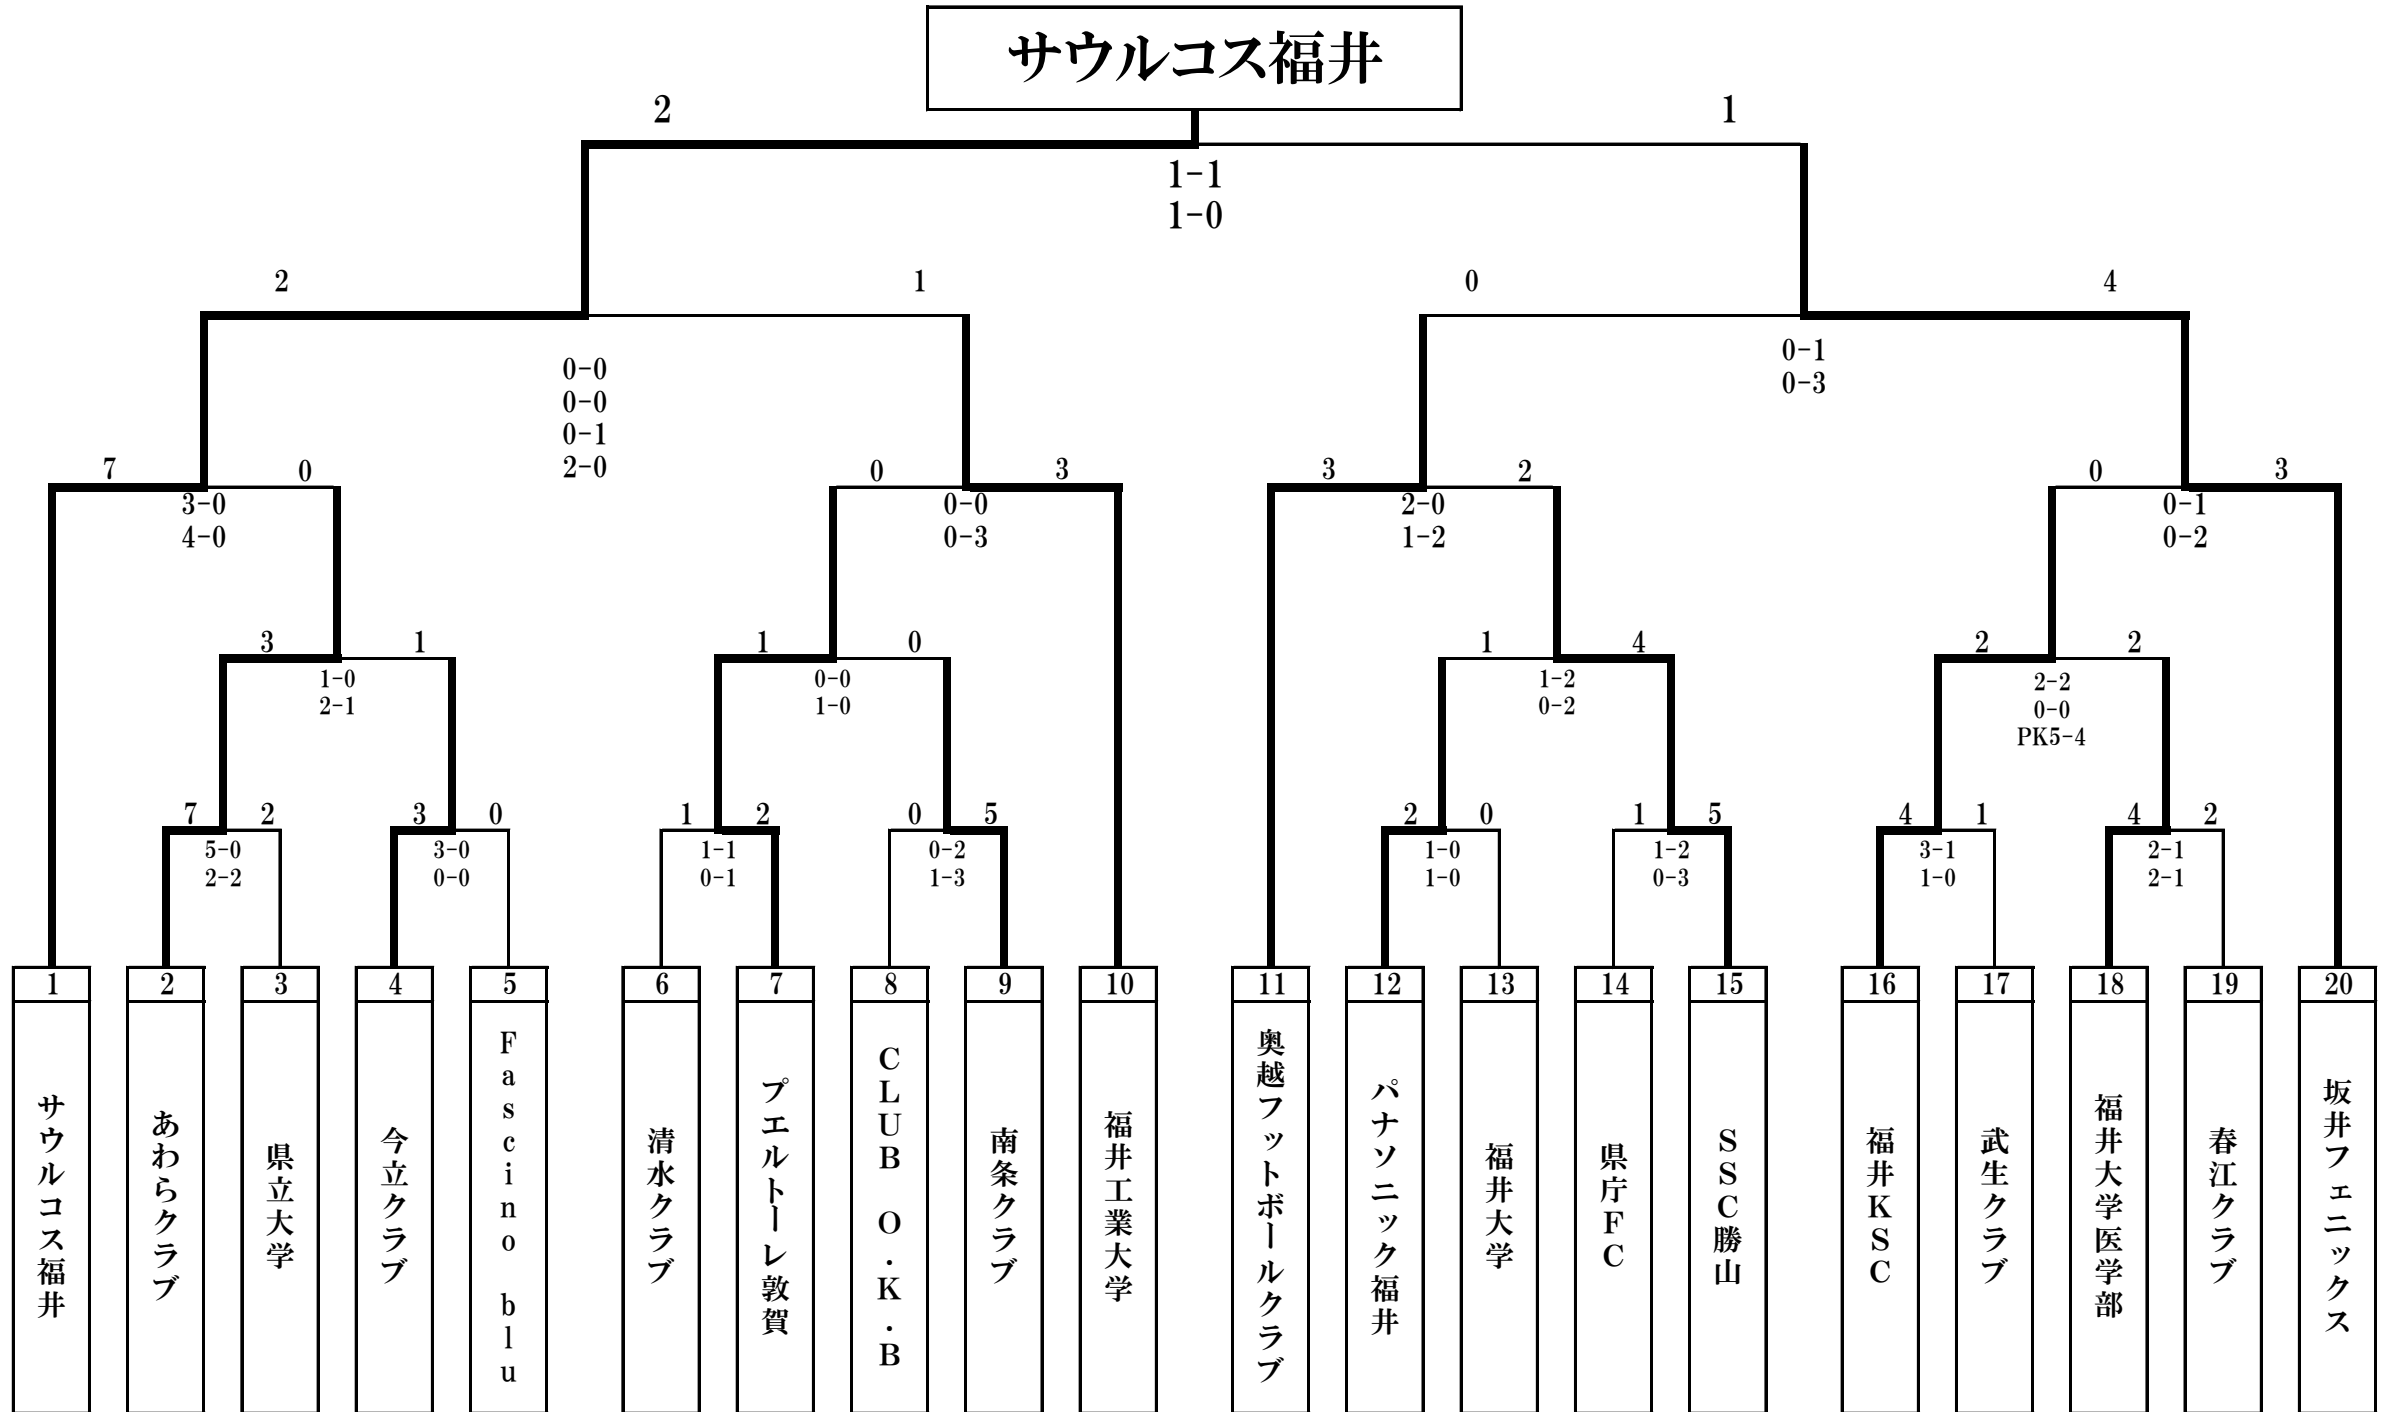 サウルコス福井
2 1
1-1
1-0
2 1 0 4
0-0
0-0
0-1
2-0
0-1
0-3
7 0 0 3 3 2 0 3
3-0
4-0
0-0
0-3
2-0
1-2
0-1
0-2
3 1 1 0 1 4 2 2
1-0
2-1
0-0
1-0
1-2
0-2
2-2
0-0
PK5-4
7 2 3 0 1 2 0 5 2 0 1 5 4 1 4 2
5-0
2-2
3-0
0-0
1-1
0-1
0-2
1-3
1-0
1-0
1-2
0-3
3-1
1-0
2-1
2-1
1 2 3 4 5 6 7 8 9 10 11 12 13 14 15 16 17 18 19 20
サウルコス福井
あわらクラブ
県立大学
今立クラブ
Fascino blu
清水クラブ
プエルトーレ敦賀
CLUB O.K.B
南条クラブ
福井工業大学
奥越フットボールクラブ
パナソニック福井
福井大学
県庁FC
SSC勝山
福井KSC
武生クラブ
福井大学医学部
春江クラブ
坂井フェニックス